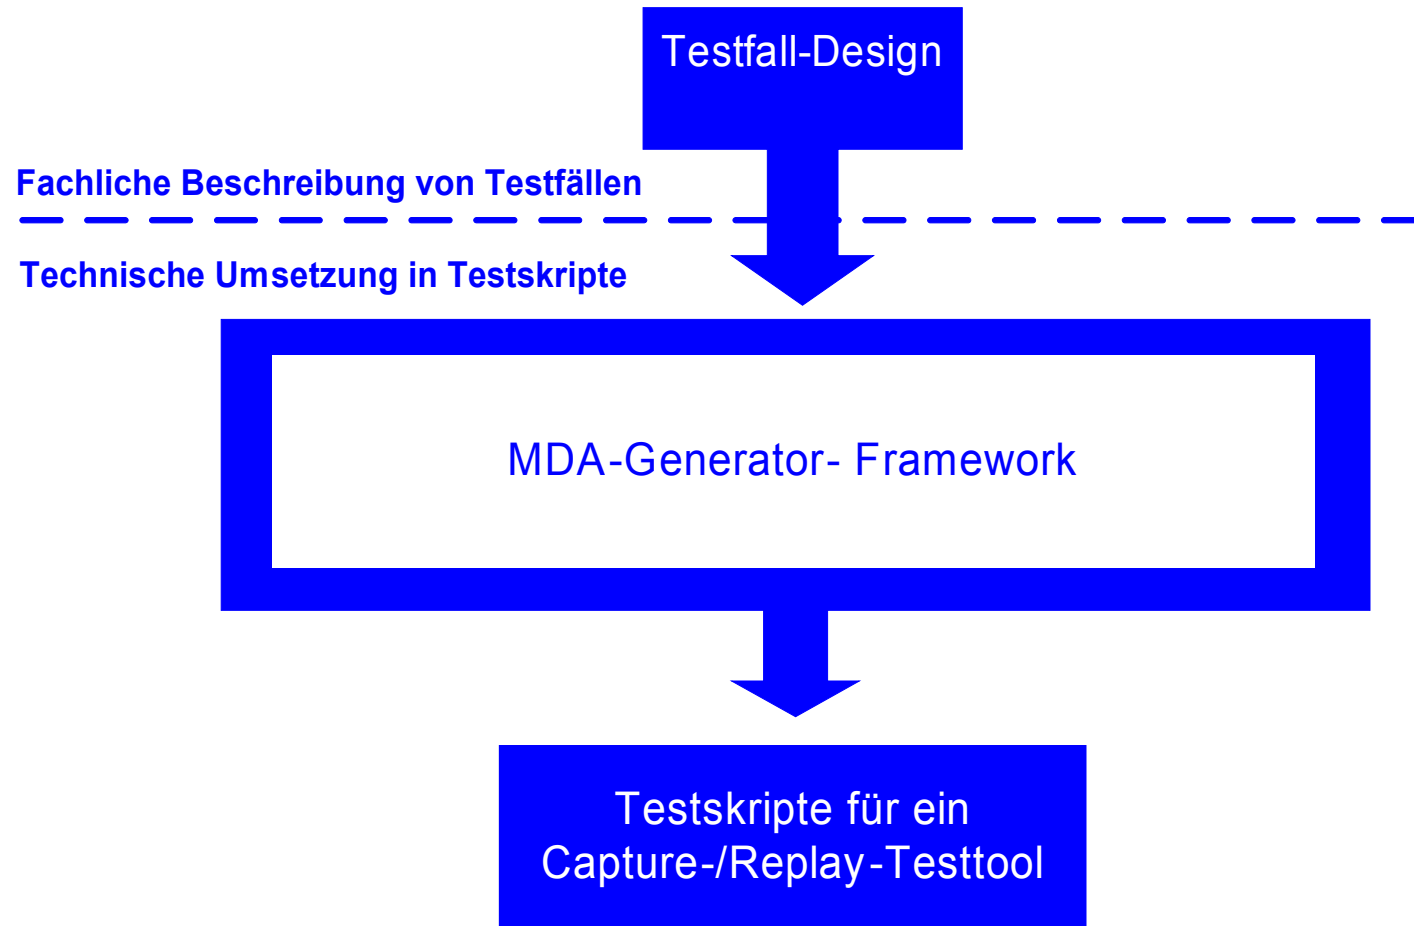 Testfall-Design
Fachliche Beschreibung von Testfällen
Technische Umsetzung in Testskripte
MDA-Generator- Framework
Testskripte für ein
Capture-/Replay-Testtool